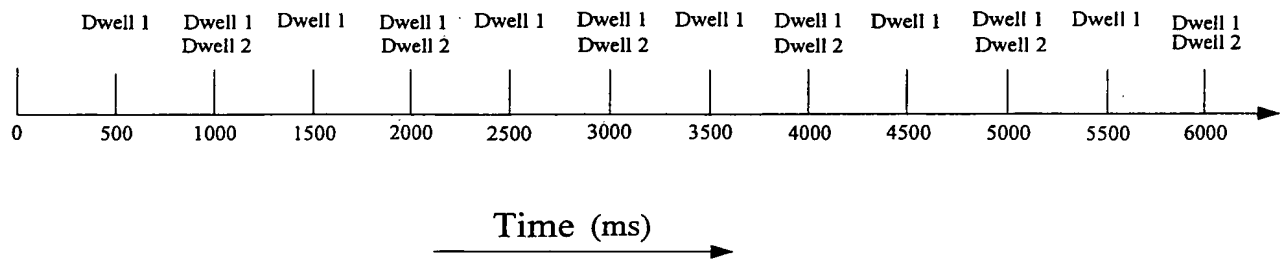 Dwell 1 Dwell 1 Dwell 1 Dwell 1 Dwell 1 Dwell 1 Dwell 1 Dwell 1 Dwell 1 Dwell 1 Dwell 1 Dwell 1
Dwell 2 Dwell 2 Dwell 2 Dwell 2 Dwell 2 Dwell 2
0 500 1000 1500 2000 2500 3000 3500 4000 4500 5000 5500 6000
Time (ms)